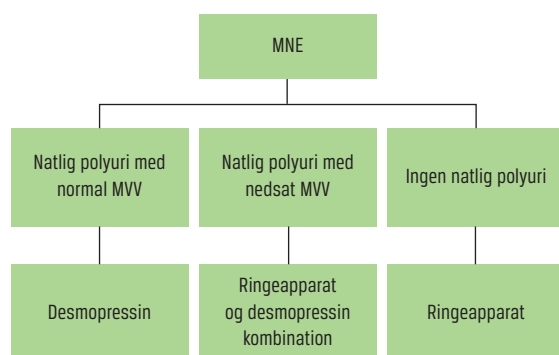 MNE
Natlig polyuri med
normal MVV
Natlig polyuri med
nedsat MVV
Ingen natlig polyuri
Desmopressin
Ringeapparat
og desmopressin
kombination
Ringeapparat